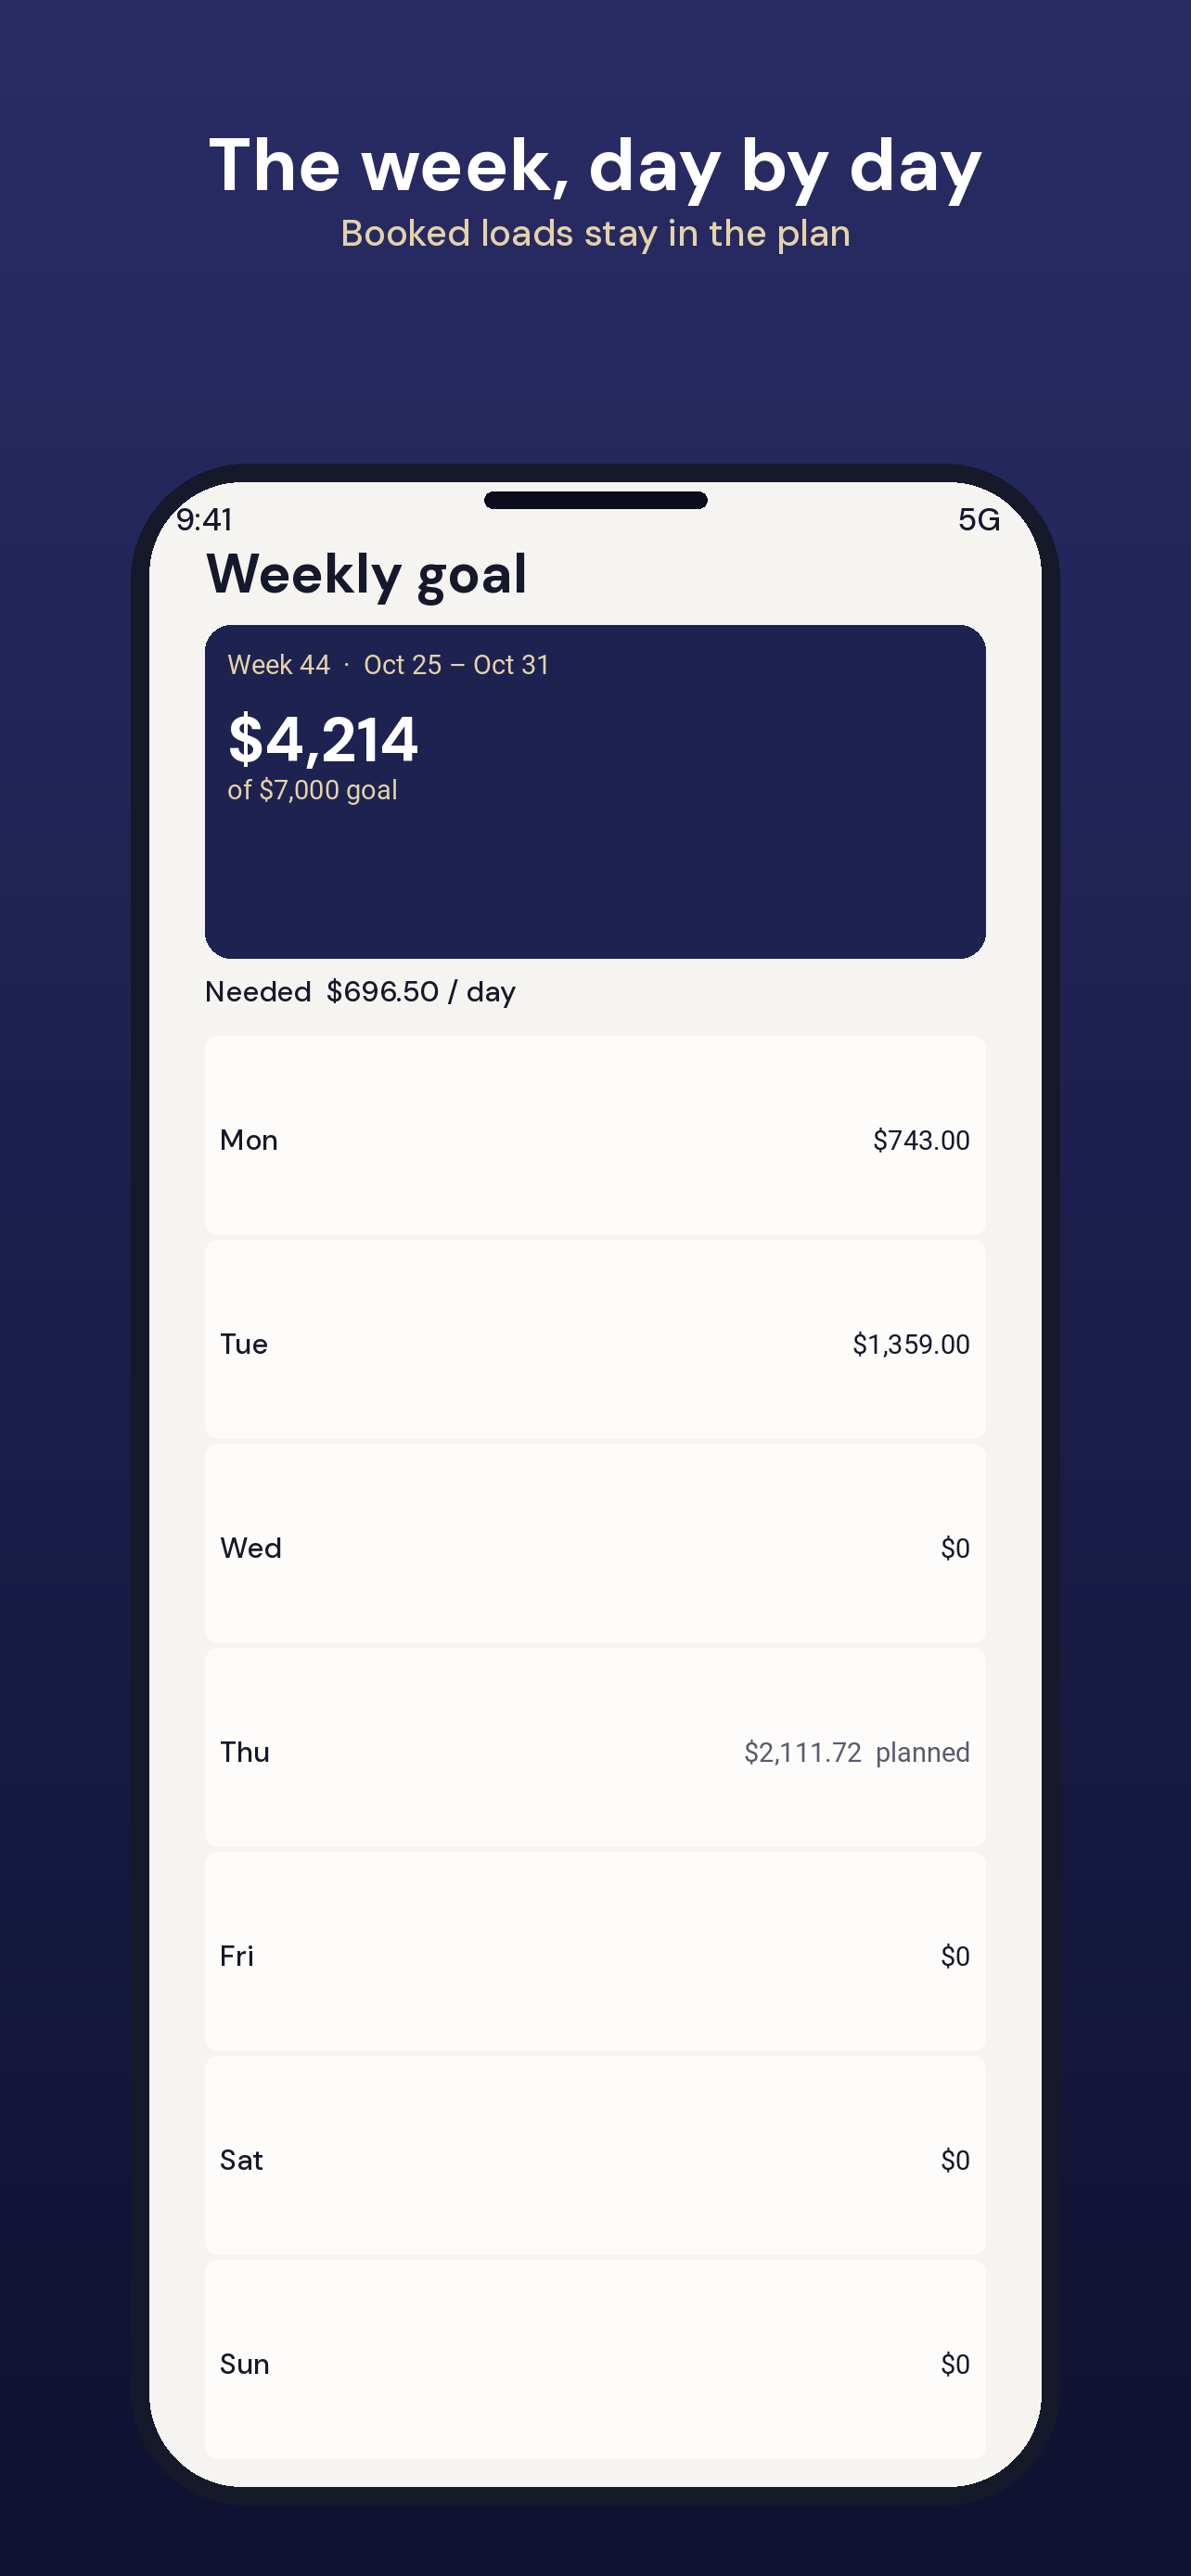 The week, day by day
Booked loads stay in the plan
9:41 5G
Weekly goal
Week 44 · Oct 25 – Oct 31
$4,214
of $7,000 goal
Needed $696.50 / day
Mon $743.00
Tue $1,359.00
Wed $0
Thu $2,111.72 planned
Fri $0
Sat $0
Sun $0